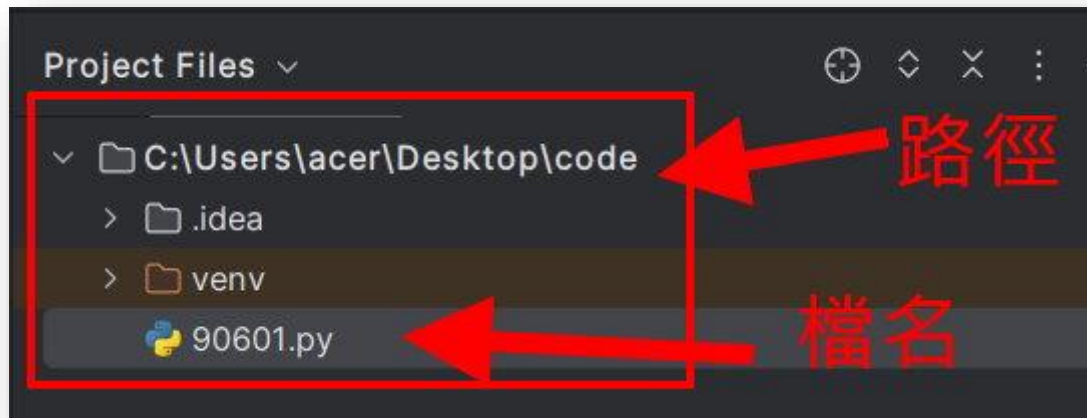 Project Files
C:\Users\acer\Desktop\code
路徑
.idea
venv
90601.py
檔名